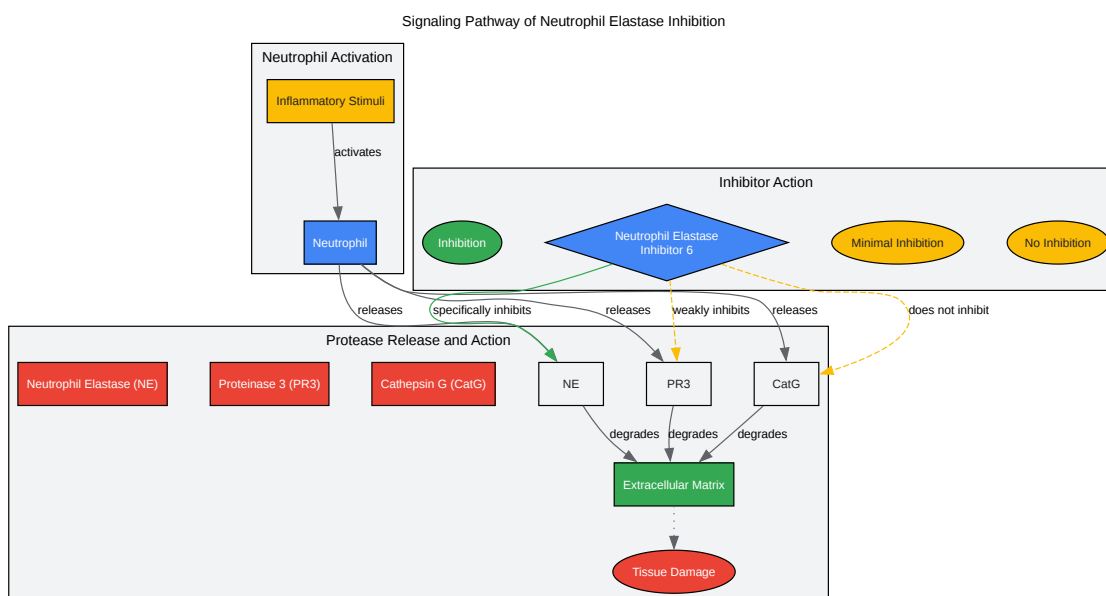 Signaling Pathway of Neutrophil Elastase Inhibition
Neutrophil Activation
Inflammatory Stimuli
activates
Neutrophil
Inhibitor Action
Inhibition
Neutrophil Elastase
Inhibitor 6
Minimal Inhibition
No Inhibition
releases
specifically inhibits
releases
weakly inhibits
releases
does not inhibit
Protease Release and Action
Neutrophil Elastase (NE)
Proteinase 3 (PR3)
Cathepsin G (CatG)
NE
PR3
CatG
degrades
degrades
degrades
Extracellular Matrix
Tissue Damage